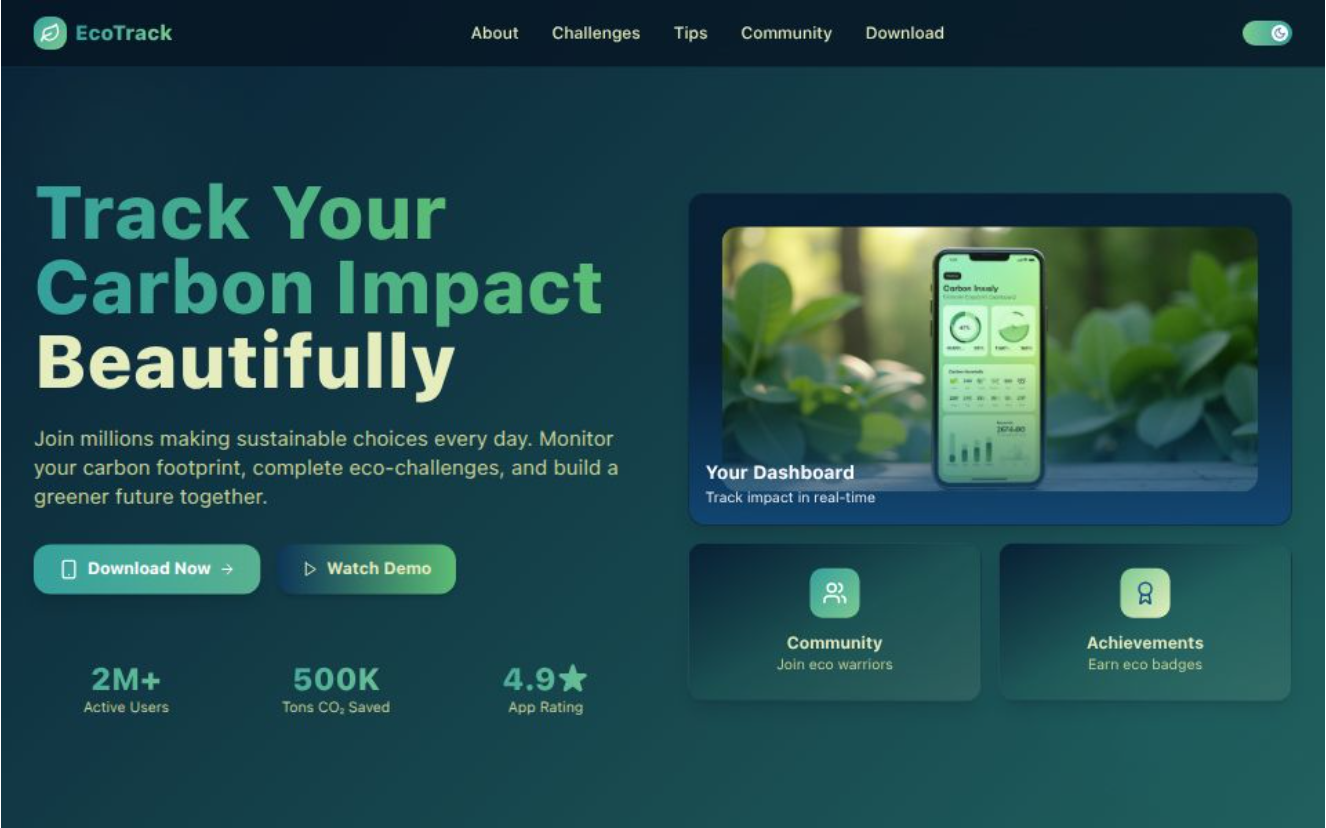 EcoTrack
About Challenges Tips Community Download
Track Your
Carbon Impact
Beautifully
Join millions making sustainable choices every day. Monitor
your carbon footprint, complete eco-challenges, and build a
greener future together.
Download Now →
Watch Demo
2M+
Active Users
500K
Tons CO₂ Saved
4.9★
App Rating
Carbon
Your Dashboard
Track impact in real-time
Community
Join eco warriors
Achievements
Earn eco badges